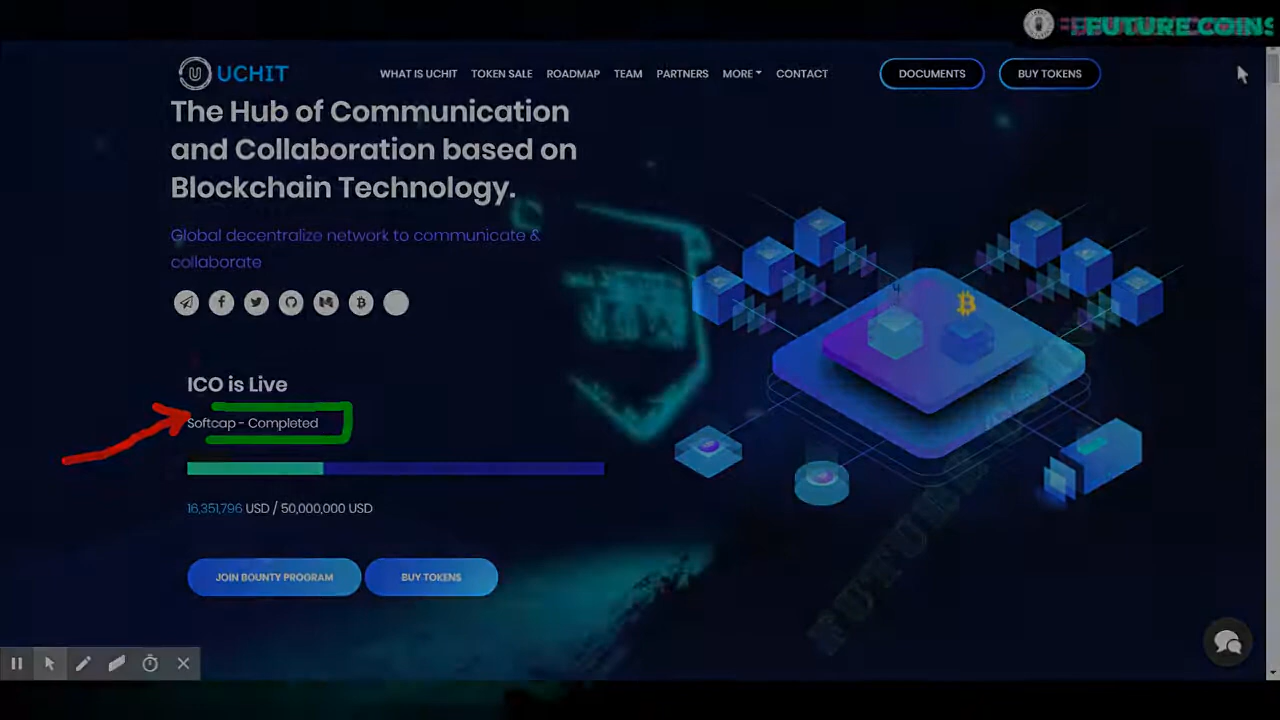 FUTURE COINS
UCHIT
WHAT IS UCHIT TOKEN SALE ROADMAP TEAM PARTNERS MORE CONTACT
DOCUMENTS BUY TOKENS
The Hub of Communication
and Collaboration based on
Blockchain Technology.
Global decentralize network to communicate &
collaborate
ICO is Live
Softcap - Completed
16,351,796 USD / 50,000,000 USD
JOIN BOUNTY PROGRAM BUY TOKENS